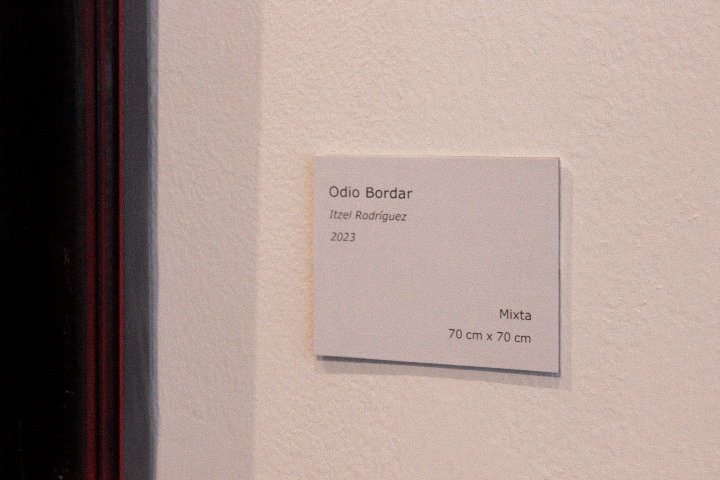 Odio Bordar
Itzel Rodríguez
2023
Mixta
70 cm x 70 cm